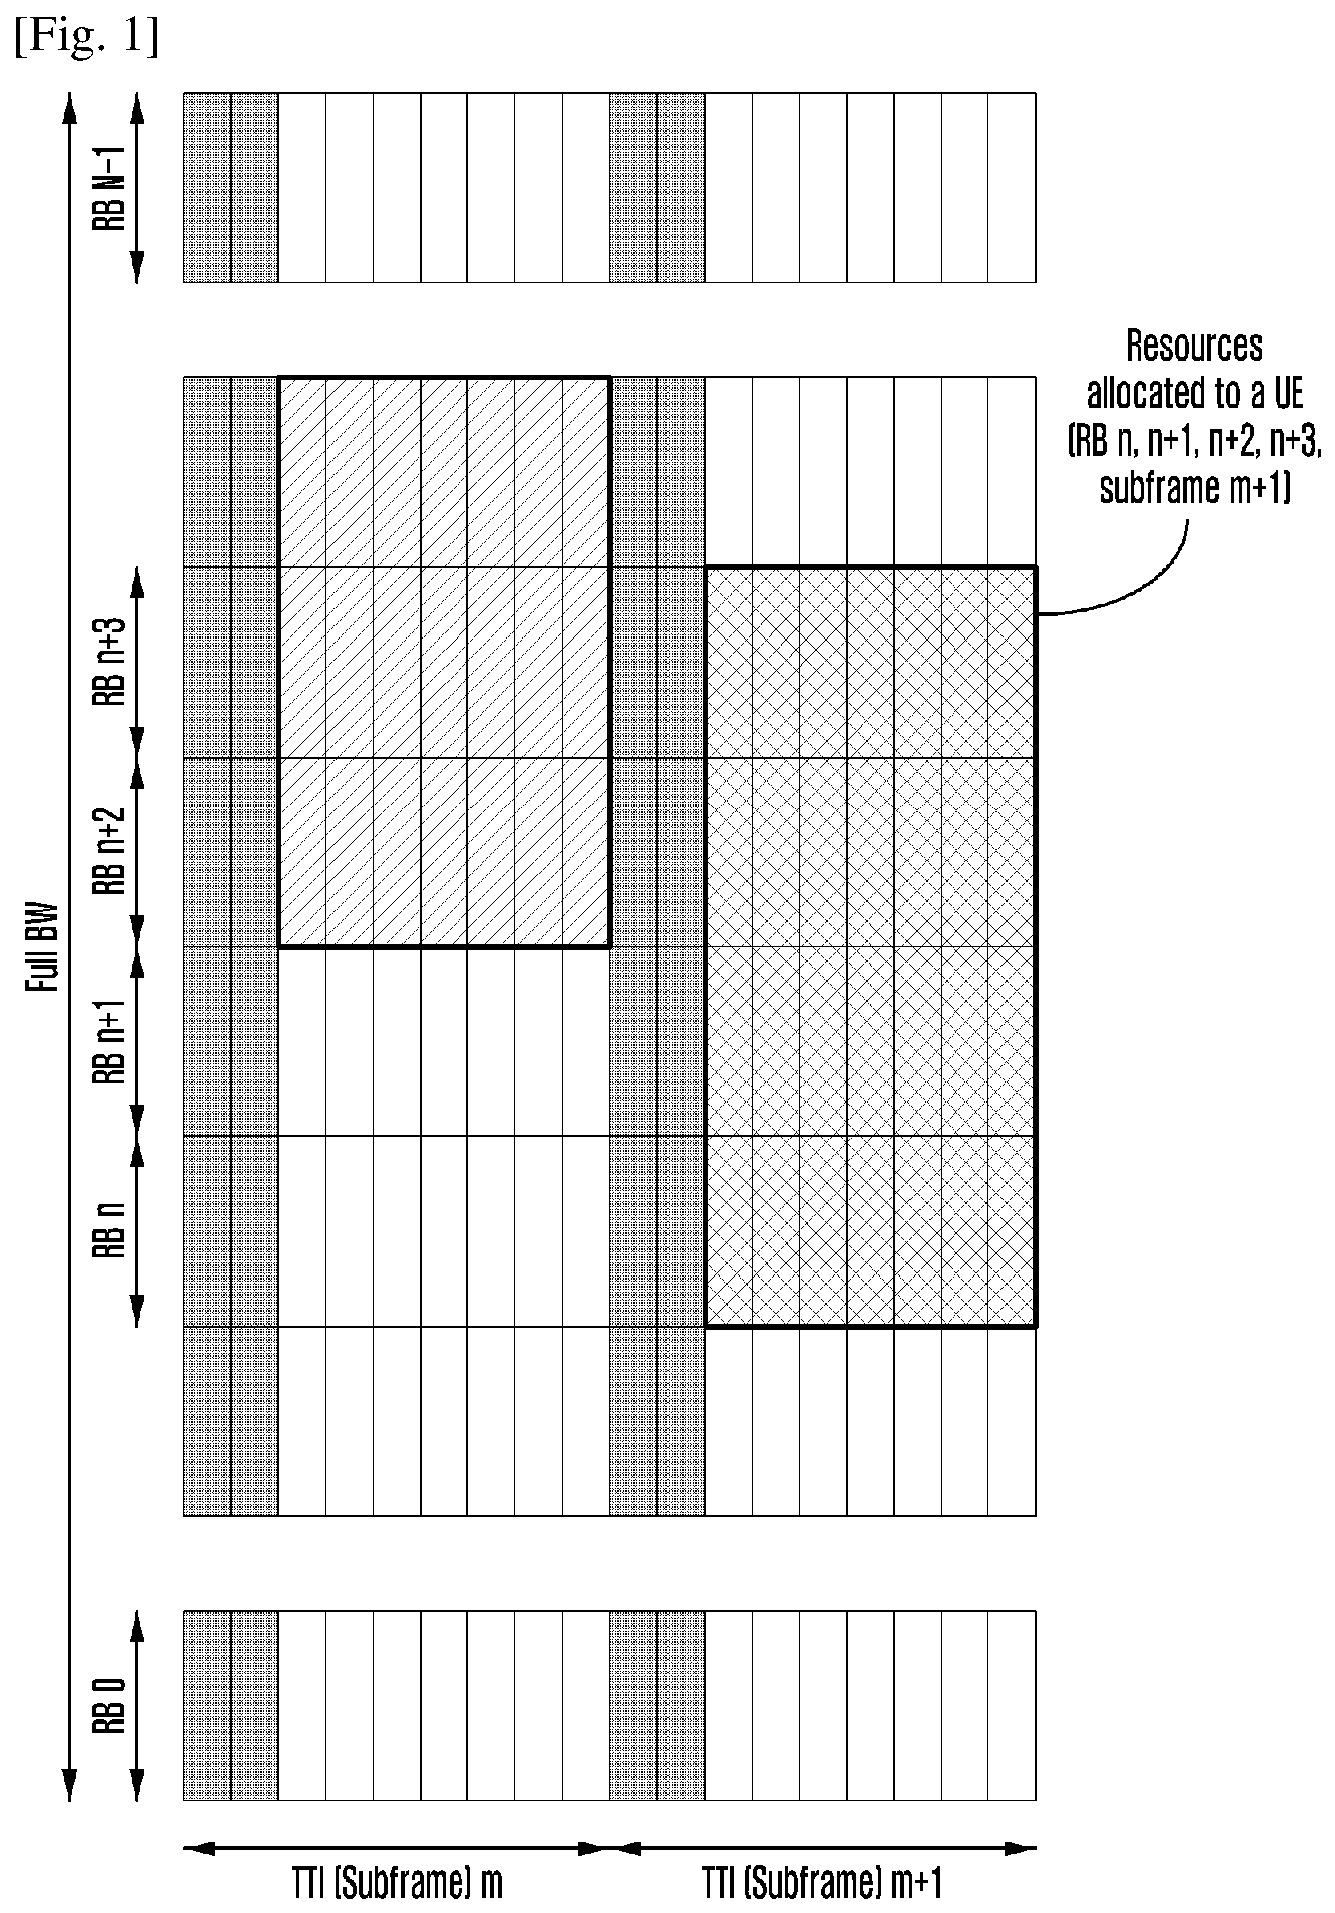 [Fig. 1]
RB N-1
Resources
allocated to a UE
(RB n, n+1, n+2, n+3,
subframe m+1)
RB n+3
RB n+2
Full BW
RB n+1
RB n
RB 0
TTI (Subframe) m
TTI (Subframe) m+1